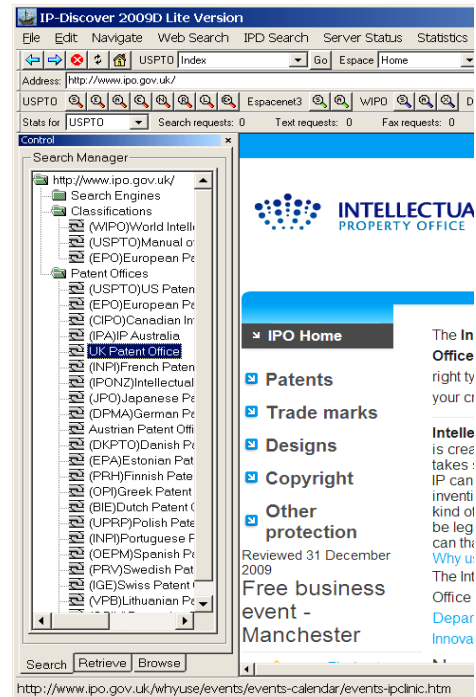 IP-Discover 2009D Lite Version
File Edit Navigate Web Search IPD Search Server Status Statistics
USPTO Index Go Espace Home
Address: http://www.ipo.gov.uk/
USPTO Espacenet3 WIPO D
Stats for USPTO Search requests: 0 Text requests: 0 Fax requests: 0
Control
Search Manager
http://www.ipo.gov.uk/
Search Engines
Classifications
(WIPO)World Intelle
(USPTO)Manual o
(EPO)European Pa
Patent Offices
(USPTO)US Paten
(EPO)European Pa
(CIPO)Canadian In
(IPA)IP Australia
UK Patent Office
(INPI)French Paten
(IPONZ)Intellectual
(JPO)Japanese Pa
(DPMA)German Pa
Austrian Patent Offi
(DKPTO)Danish Pa
(EPA)Estonian Pat
(PRH)Finnish Pate
(OPI)Greek Patent
(BIE)Dutch Patent
(UPRP)Polish Pate
(INPI)Portuguese F
(OEPM)Spanish Pa
(PRV)Swedish Pat
(IGE)Swiss Patent
(VPB)Lithuanian Pa
Search Retrieve Browse
INTELLECTUA
PROPERTY OFFICE
IPO Home
Patents
Trade marks
Designs
Copyright
Other
protection
Reviewed 31 December
2009
Free business
event -
Manchester
The In
Office
right ty
your cr
Intelle
is crea
takes s
IP can
inventi
kind of
be leg
can tha
Why us
The Int
Office
Depar
Innova
http://www.ipo.gov.uk/whyuse/events/events-calendar/events-ipclinic.htm